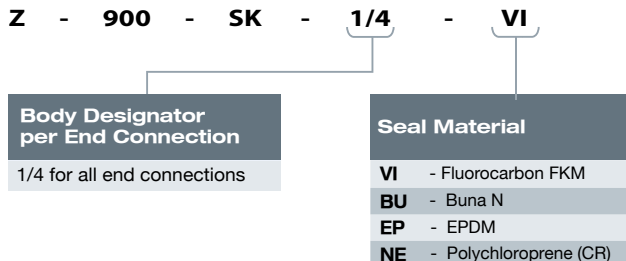 Z - 900 - SK - 1/4 - VI
Body Designator
per End Connection
1/4 for all end connections
Seal Material
VI - Fluorocarbon FKM
BU - Buna N
EP - EPDM
NE - Polychloroprene (CR)